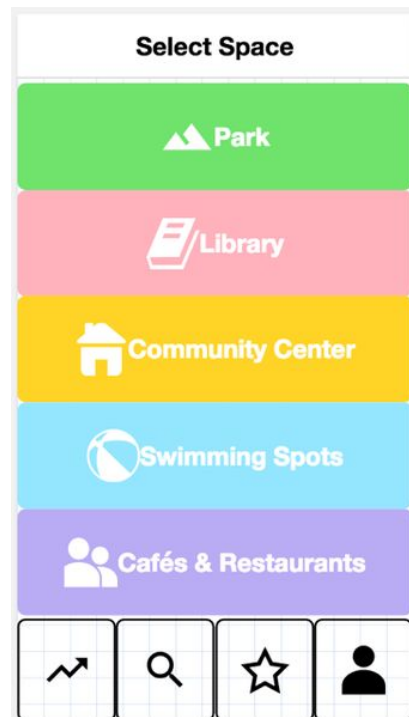 Select Space
Park
Library
Community Center
Swimming Spots
Cafés & Restaurants